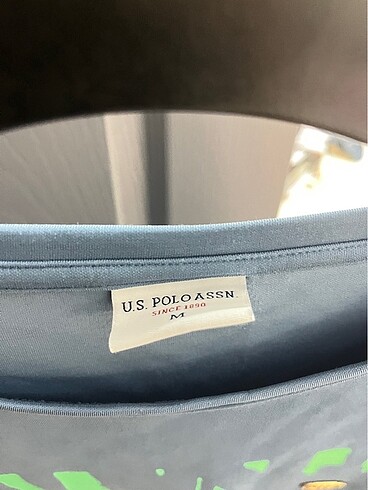 U.S. POLO ASSN.
SINCE 1890
M